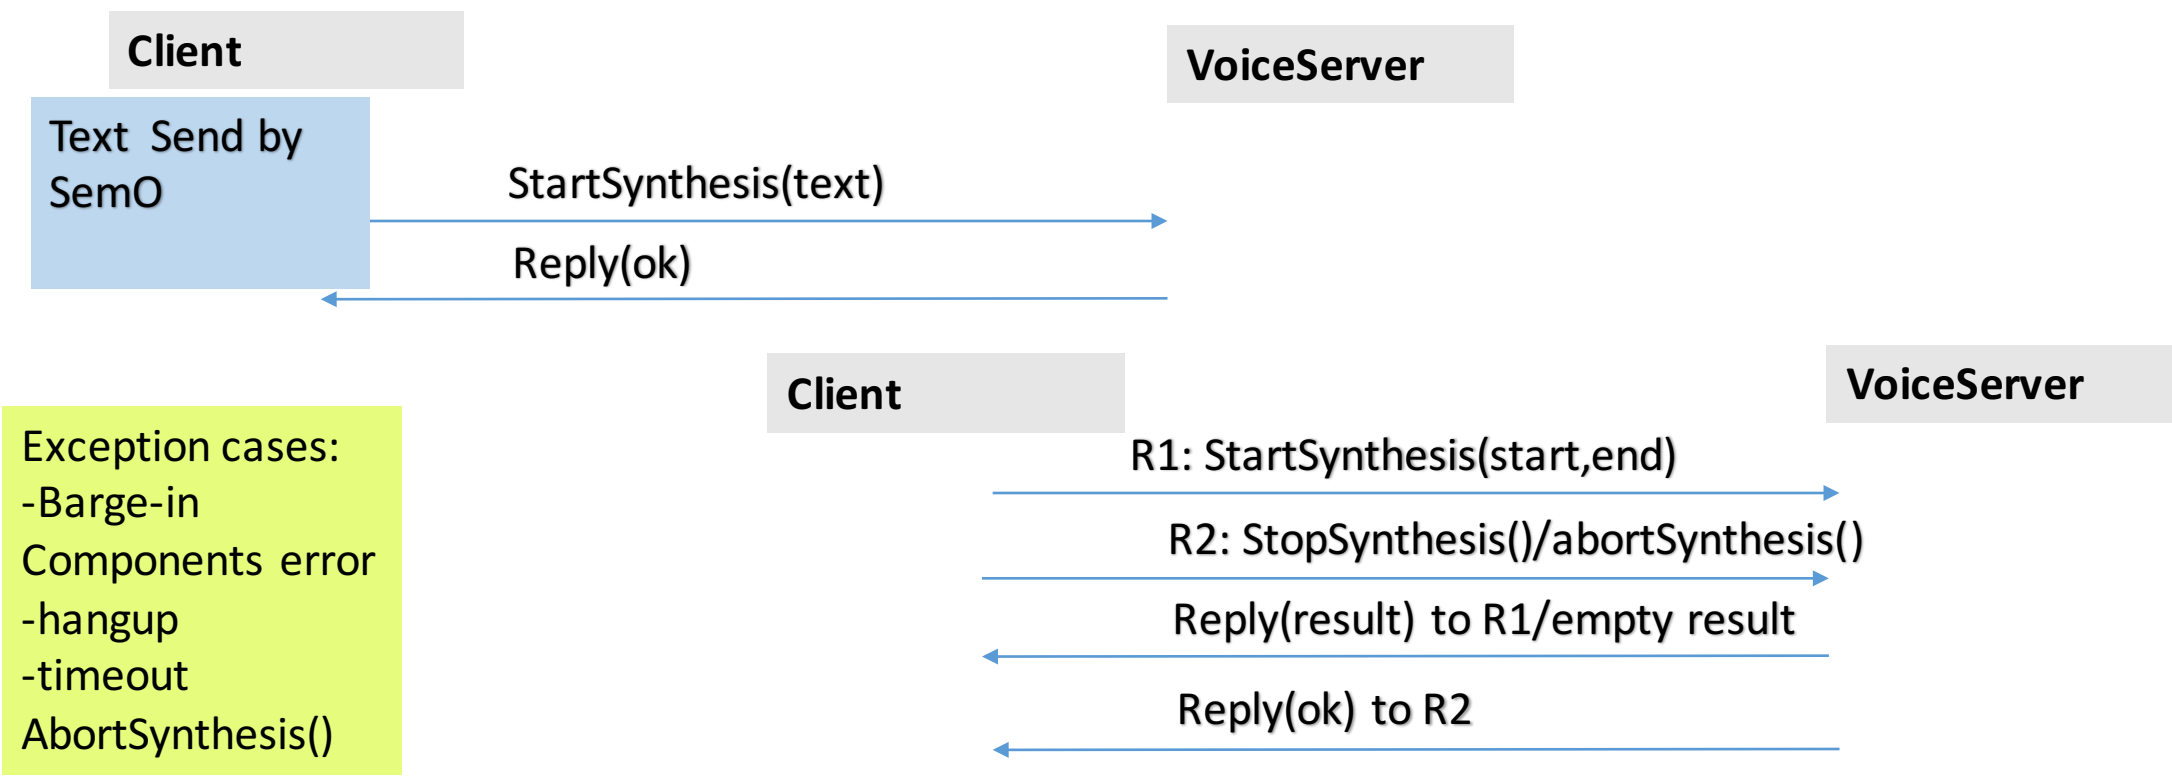 Client
VoiceServer
Text Send by
SemO
StartSynthesis(text)
Reply(ok)
Client
VoiceServer
Exception cases:
-Barge-in
Components error
-hangup
-timeout
AbortSynthesis()
R1: StartSynthesis(start,end)
R2: StopSynthesis()/abortSynthesis()
Reply(result) to R1/empty result
Reply(ok) to R2